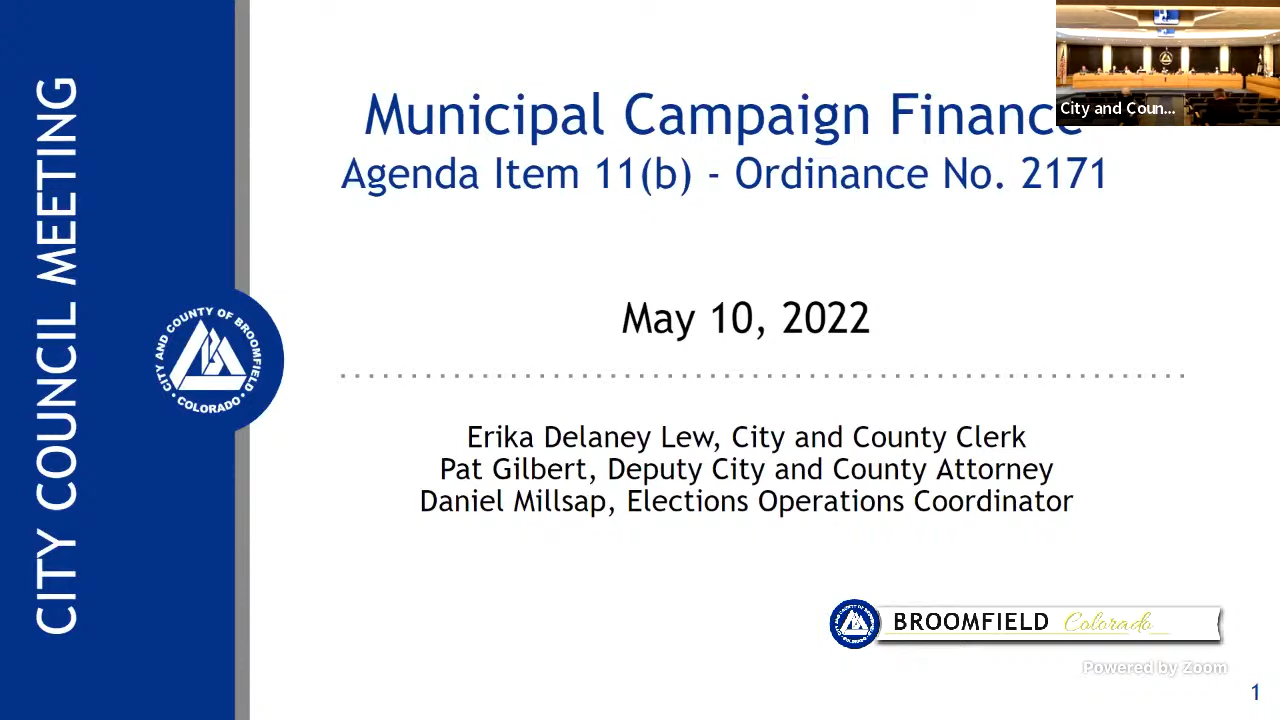 CITY COUNCIL MEETING
City and Coun...
Municipal Campaign Finance
Agenda Item 11(b) - Ordinance No. 2171
May 10, 2022
CITY AND COUNTY OF BROOMFIELD
• COLORADO •
Erika Delaney Lew, City and County Clerk
Pat Gilbert, Deputy City and County Attorney
Daniel Millsap, Elections Operations Coordinator
BROOMFIELD Colorado
Powered by Zoom
1